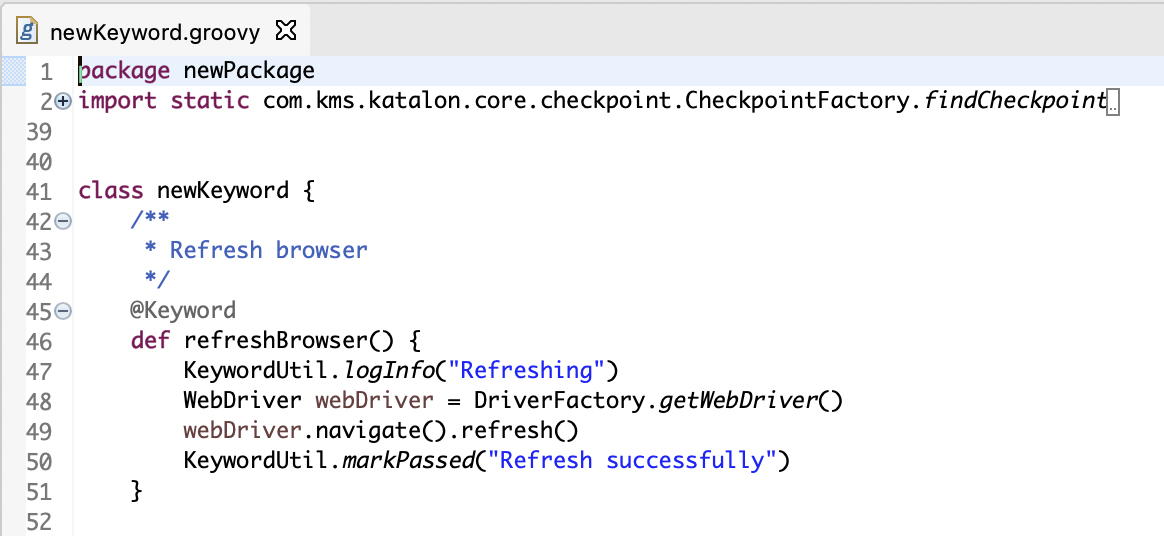 newKeyword.groovy
1 package newPackage
2 import static com.kms.katalon.core.checkpoint.CheckpointFactory.findCheckpoint..
39
40
41 class newKeyword {
42     /**
43      * Refresh browser
44      */
45     @Keyword
46     def refreshBrowser() {
47         KeywordUtil.logInfo("Refreshing")
48         WebDriver webDriver = DriverFactory.getWebDriver()
49         webDriver.navigate().refresh()
50         KeywordUtil.markPassed("Refresh successfully")
51     }
52